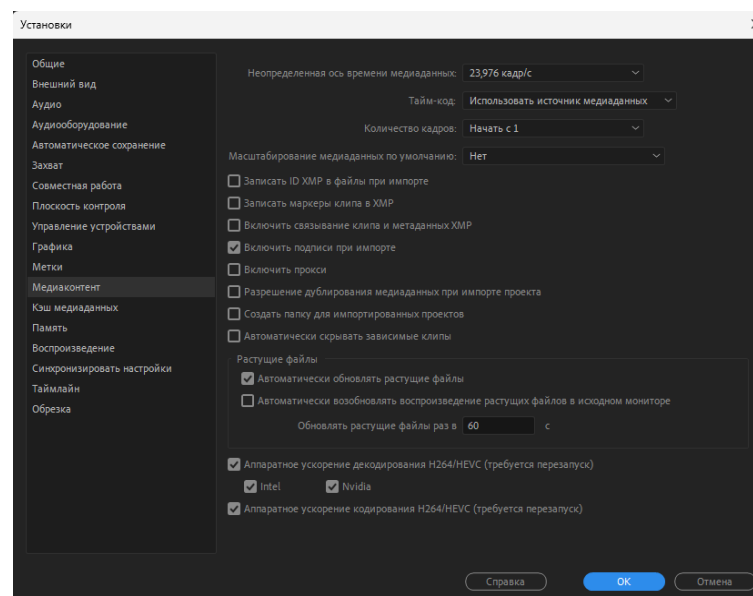 Установки
Общие
Внешний вид
Аудио
Аудиооборудование
Автоматическое сохранение
Захват
Совместная работа
Плоскость контроля
Управление устройствами
Графика
Метки
Медиаконтент
Кэш медиаданных
Память
Воспроизведение
Синхронизировать настройки
Таймлайн
Обрезка
Неопределенная ось времени медиаданных: 23,976 кадр/с
Тайм-код: Использовать источник медиаданных
Количество кадров: Начать с 1
Масштабирование медиаданных по умолчанию: Нет
Записать ID XMP в файлы при импорте
Записать маркеры клипа в XMP
Включить связывание клипа и метаданных XMP
Включить подписи при импорте
Включить прокси
Разрешение дублирования медиаданных при импорте проекта
Создать папку для импортированных проектов
Автоматически скрывать зависимые клипы
Растущие файлы
Автоматически обновлять растущие файлы
Автоматически возобновлять воспроизведение растущих файлов в исходном мониторе
Обновлять растущие файлы раз в 60 с
Аппаратное ускорение декодирования H264/HEVC (требуется перезапуск)
Intel Nvidia
Аппаратное ускорение кодирования H264/HEVC (требуется перезапуск)
Справка OK Отмена